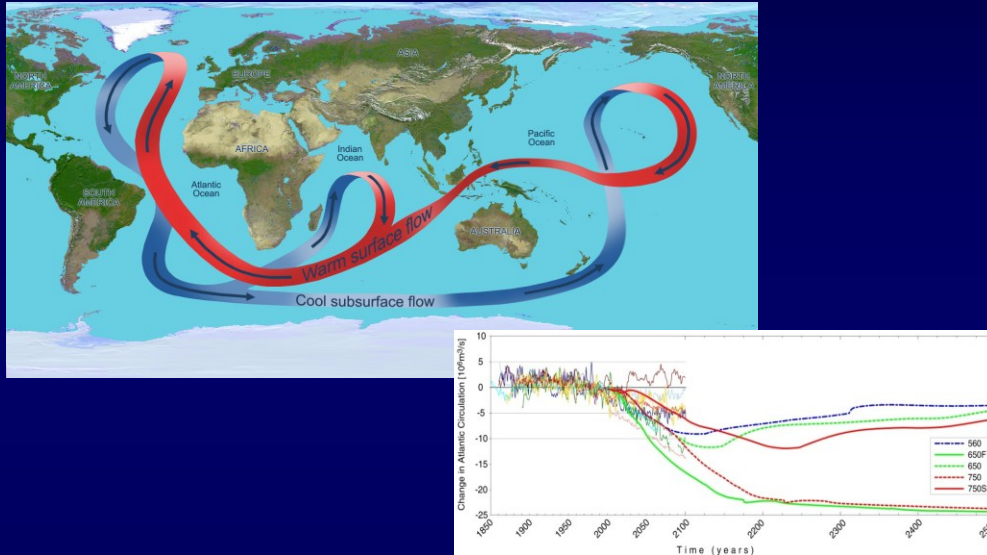 NORTH
AMERICA
EUROPE
ASIA
NORTH
AMERICA
AFRICA
Indian
Ocean
Pacific
Ocean
Atlantic
Ocean
SOUTH
AMERICA
AUSTRALIA
Warm surface flow
Cool subsurface flow
Change in Atlantic Circulation [10⁶m³/s]
10
5
0
-5
-10
-15
-20
-25
560
650F
650
750
750S
1850
1900
1950
2000
2050
2100
2200
2300
2400
Time (years)